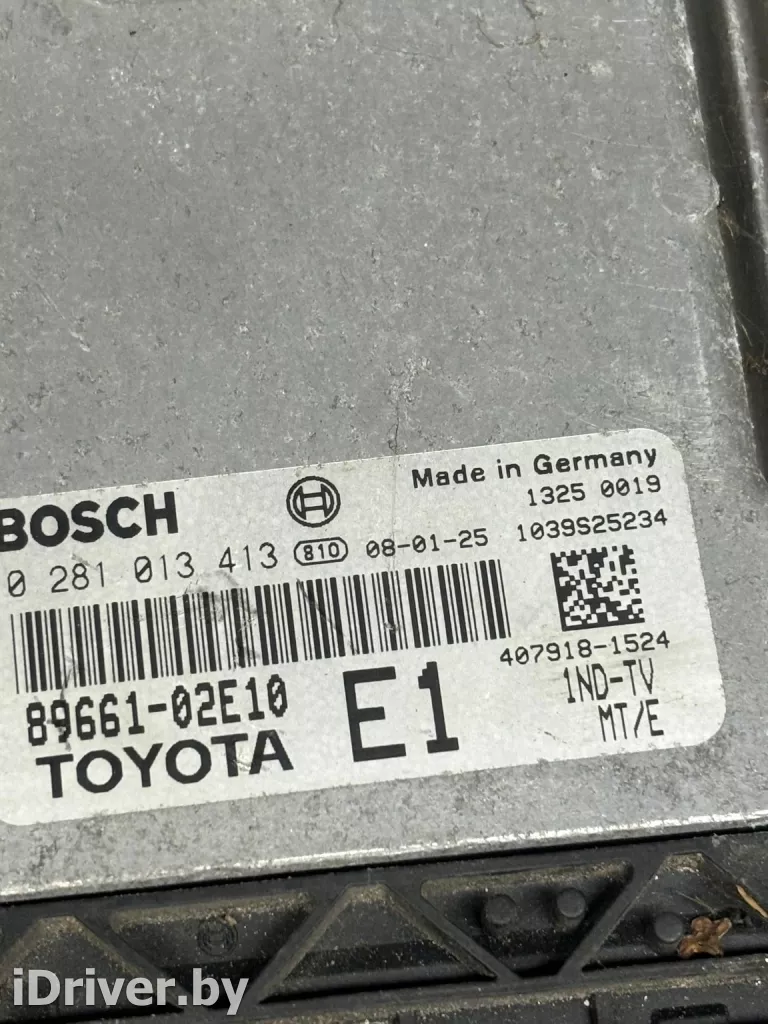 BOSCH
Made in Germany
1325 0019
0 281 013 413 810 08-01-25 1039S25234
407918-1524
89661-02E10 E1 1ND-TV
TOYOTA MT/E
iDriver.by